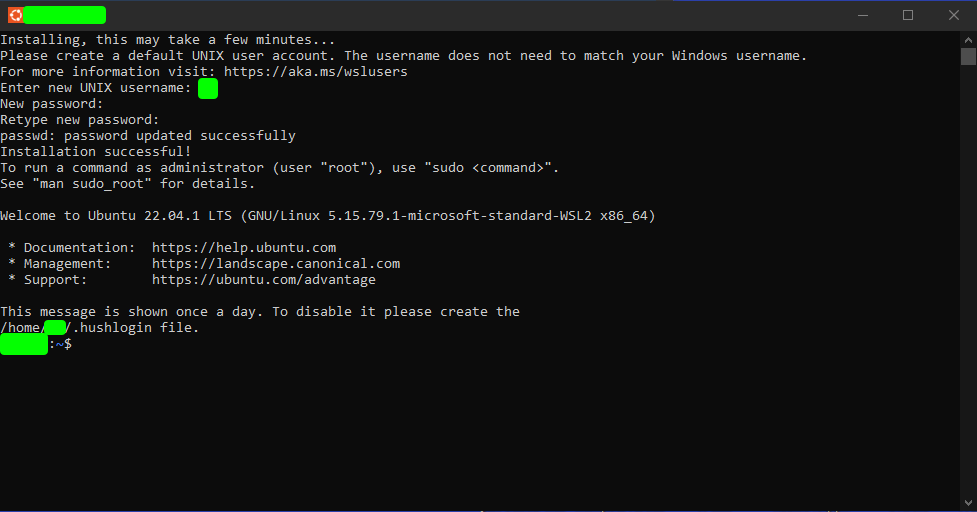 Installing, this may take a few minutes...
Please create a default UNIX user account. The username does not need to match your Windows username.
For more information visit: https://aka.ms/wslusers
Enter new UNIX username:
New password:
Retype new password:
passwd: password updated successfully
Installation successful!
To run a command as administrator (user "root"), use "sudo <command>".
See "man sudo_root" for details.
Welcome to Ubuntu 22.04.1 LTS (GNU/Linux 5.15.79.1-microsoft-standard-WSL2 x86_64)
* Documentation:  https://help.ubuntu.com
* Management:     https://landscape.canonical.com
* Support:        https://ubuntu.com/advantage
This message is shown once a day. To disable it please create the
/home/ /.hushlogin file.
:~$